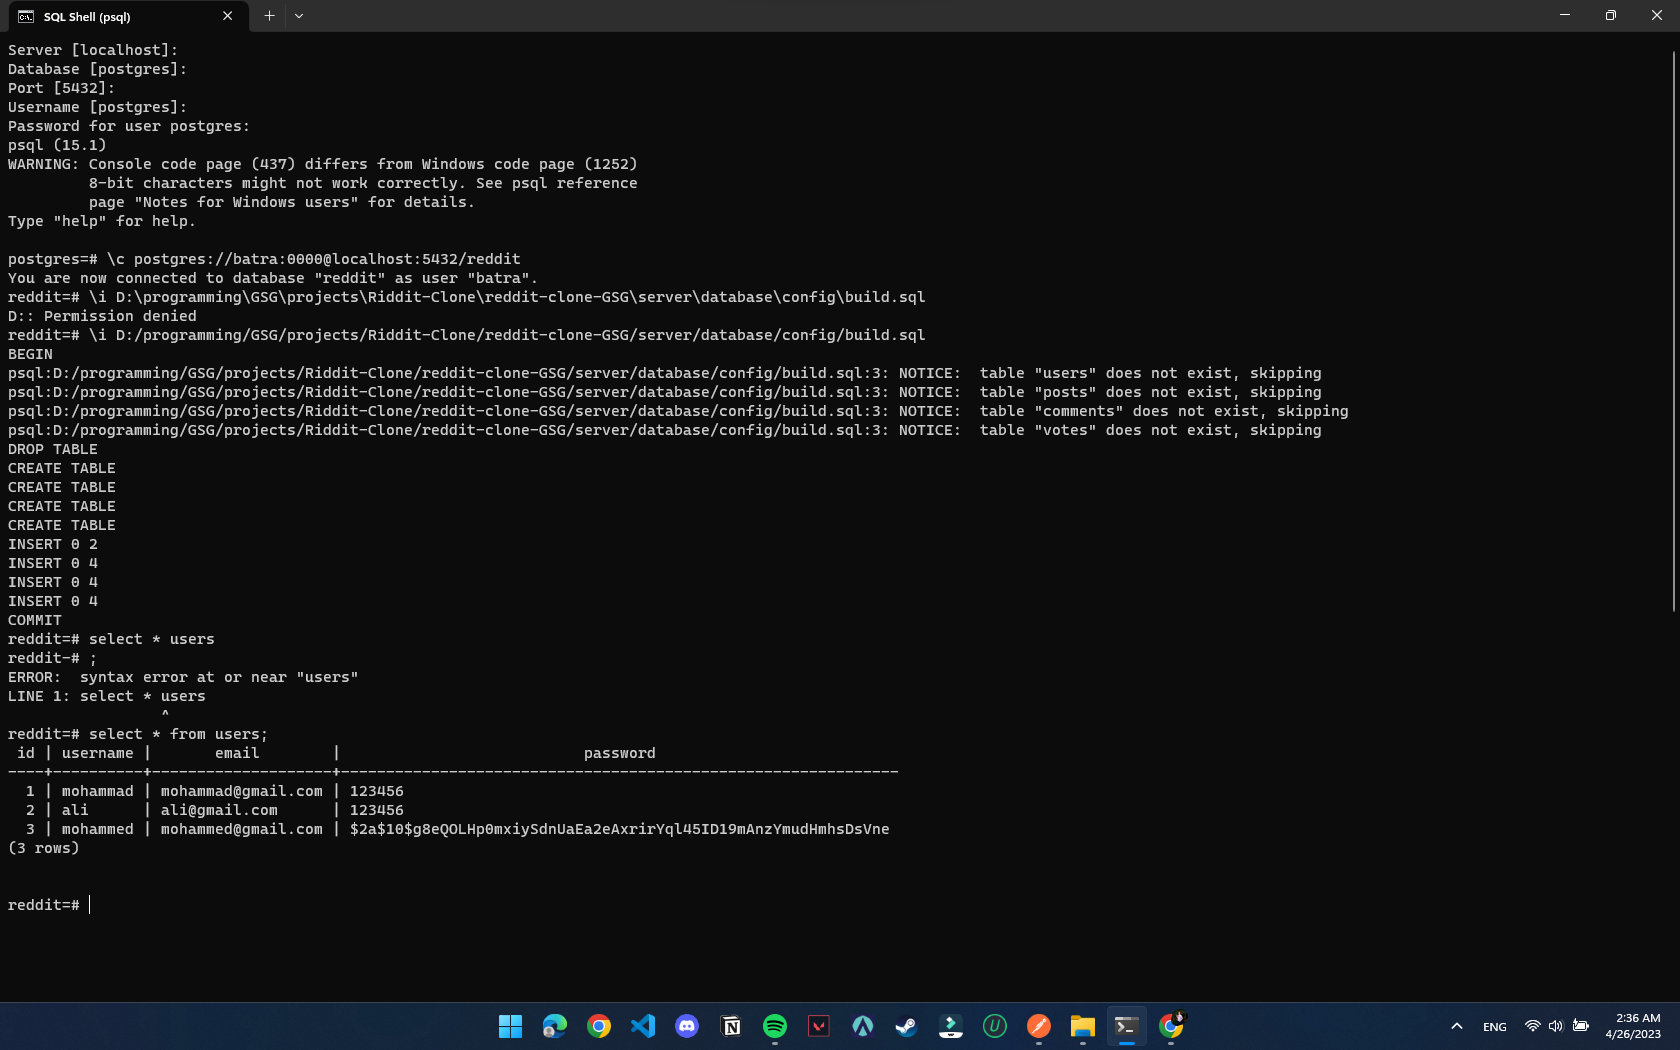 SQL Shell (psql)
Server [localhost]:
Database [postgres]:
Port [5432]:
Username [postgres]:
Password for user postgres:
psql (15.1)
WARNING: Console code page (437) differs from Windows code page (1252)
         8-bit characters might not work correctly. See psql reference
         page "Notes for Windows users" for details.
Type "help" for help.
postgres=# \c postgres://batra:0000@localhost:5432/reddit
You are now connected to database "reddit" as user "batra".
reddit=# \i D:\programming\GSG\projects\Riddit-Clone\reddit-clone-GSG\server\database\config\build.sql
D:: Permission denied
reddit=# \i D:/programming/GSG/projects/Riddit-Clone/reddit-clone-GSG/server/database/config/build.sql
BEGIN
psql:D:/programming/GSG/projects/Riddit-Clone/reddit-clone-GSG/server/database/config/build.sql:3: NOTICE:  table "users" does not exist, skipping
psql:D:/programming/GSG/projects/Riddit-Clone/reddit-clone-GSG/server/database/config/build.sql:3: NOTICE:  table "posts" does not exist, skipping
psql:D:/programming/GSG/projects/Riddit-Clone/reddit-clone-GSG/server/database/config/build.sql:3: NOTICE:  table "comments" does not exist, skipping
psql:D:/programming/GSG/projects/Riddit-Clone/reddit-clone-GSG/server/database/config/build.sql:3: NOTICE:  table "votes" does not exist, skipping
DROP TABLE
CREATE TABLE
CREATE TABLE
CREATE TABLE
CREATE TABLE
INSERT 0 2
INSERT 0 4
INSERT 0 4
INSERT 0 4
COMMIT
reddit=# select * users
reddit-# ;
ERROR:  syntax error at or near "users"
LINE 1: select * users
                 ^
reddit=# select * from users;
 id | username |       email        |                           password
----+----------+--------------------+--------------------------------------------------------------
  1 | mohammad | mohammad@gmail.com | 123456
  2 | ali      | ali@gmail.com      | 123456
  3 | mohammed | mohammed@gmail.com | $2a$10$g8eQOLHp0mxiySdnUaEa2eAxrirYql45ID19mAnzYmudHmhsDsVne
(3 rows)
reddit=#
ENG
2:36 AM
4/26/2023